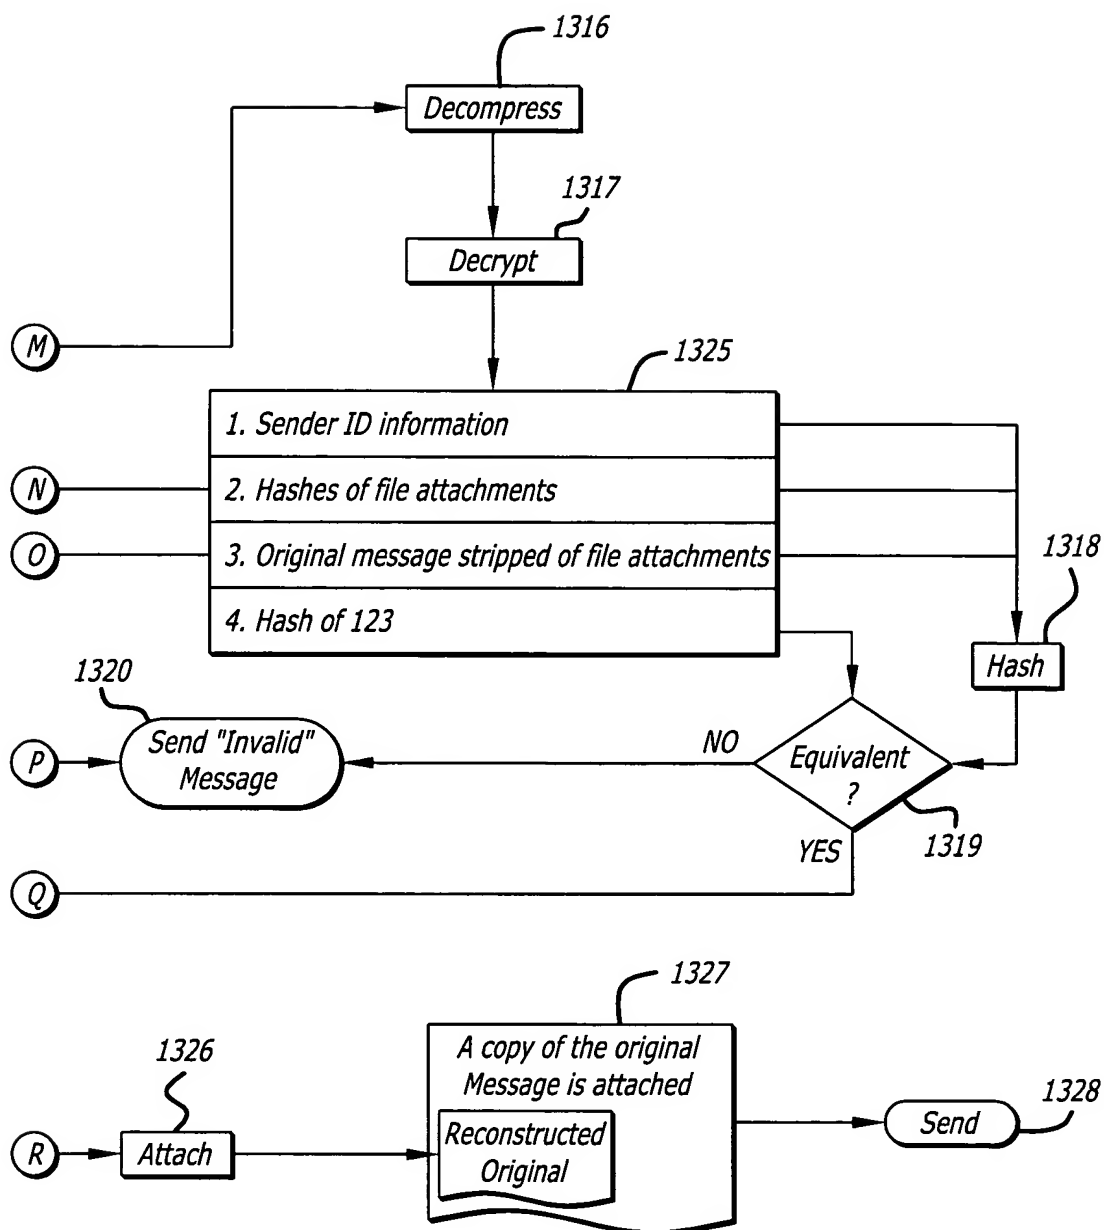 1316
Decompress
1317
Decrypt
M
1325
1. Sender ID information
N
2. Hashes of file attachments
O
3. Original message stripped of file attachments
1318
4. Hash of 123
Hash
1320
Send "Invalid"
Message
P
NO
Equivalent
?
1319
YES
Q
1327
A copy of the original
Message is attached
1326
1328
R
Attach
Reconstructed
Original
Send